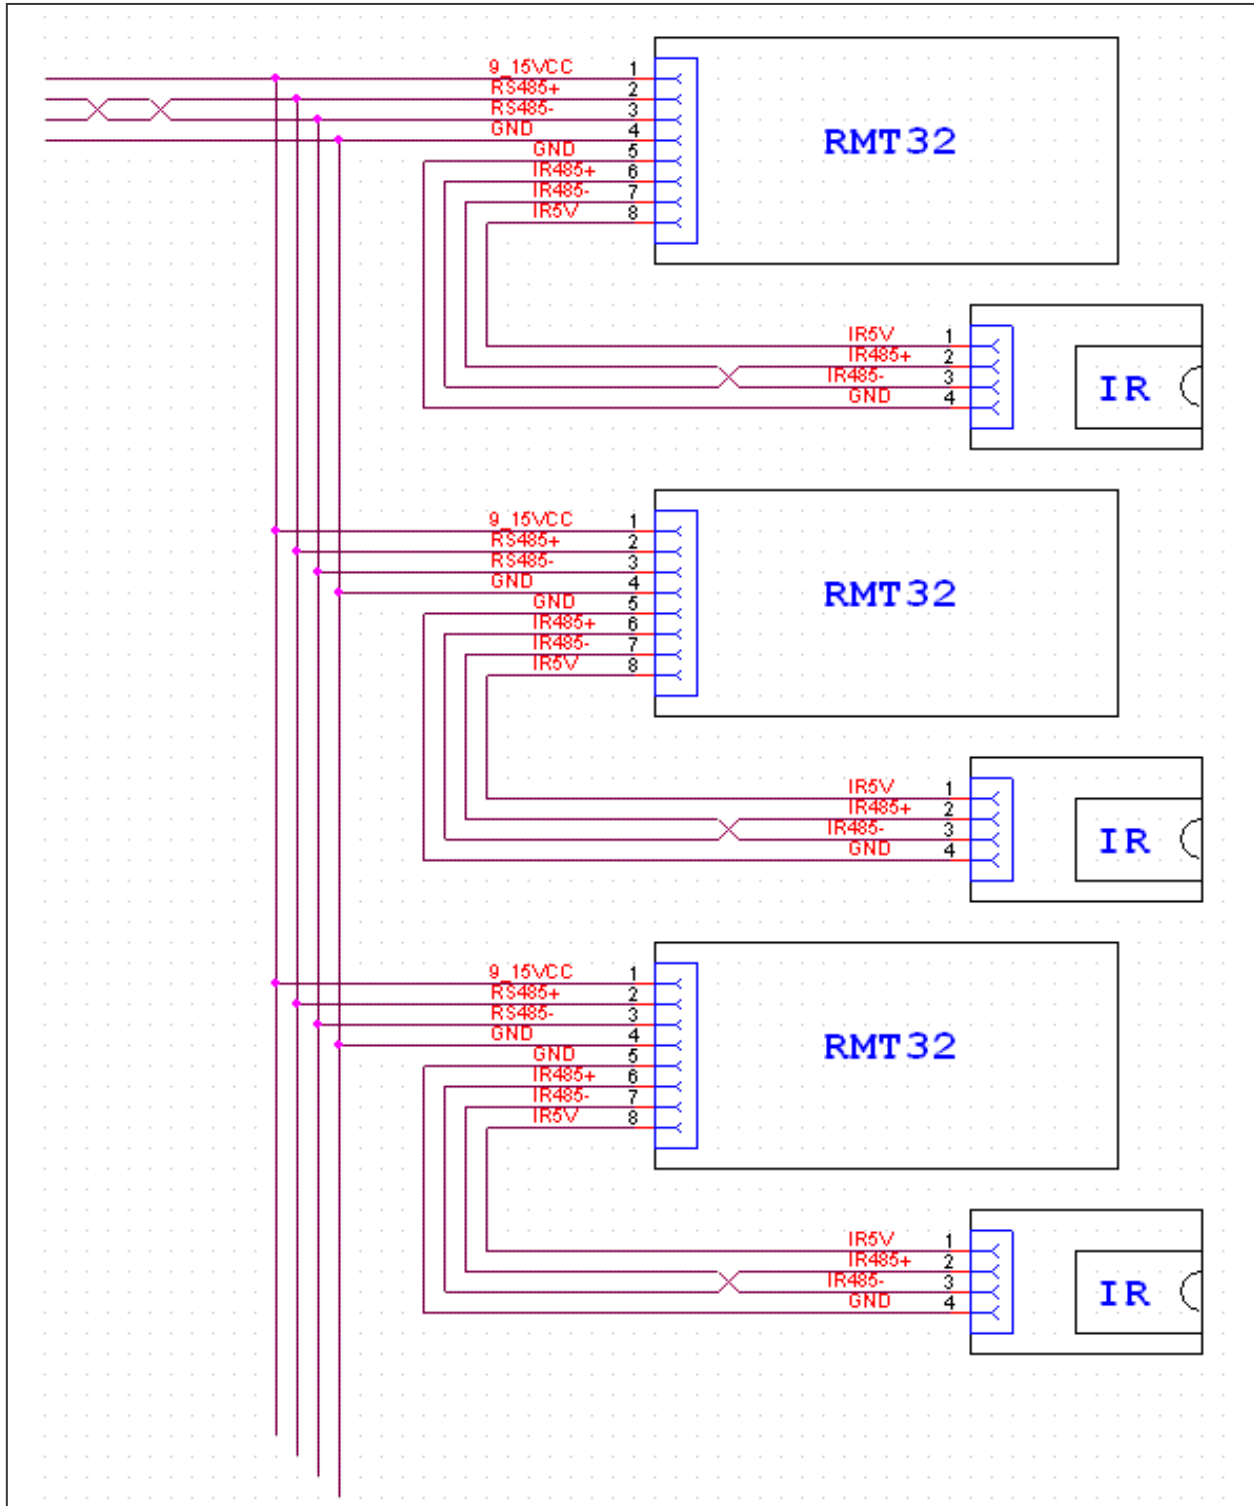 9_15VCC 1
RS485+ 2
RS485- 3
GND 4
GND 5
IR485+ 6
IR485- 7
IR5V 8
RMT32
IR5V 1
IR485+ 2
IR485- 3
GND 4
IR
9_15VCC 1
RS485+ 2
RS485- 3
GND 4
GND 5
IR485+ 6
IR485- 7
IR5V 8
RMT32
IR5V 1
IR485+ 2
IR485- 3
GND 4
IR
9_15VCC 1
RS485+ 2
RS485- 3
GND 4
GND 5
IR485+ 6
IR485- 7
IR5V 8
RMT32
IR5V 1
IR485+ 2
IR485- 3
GND 4
IR